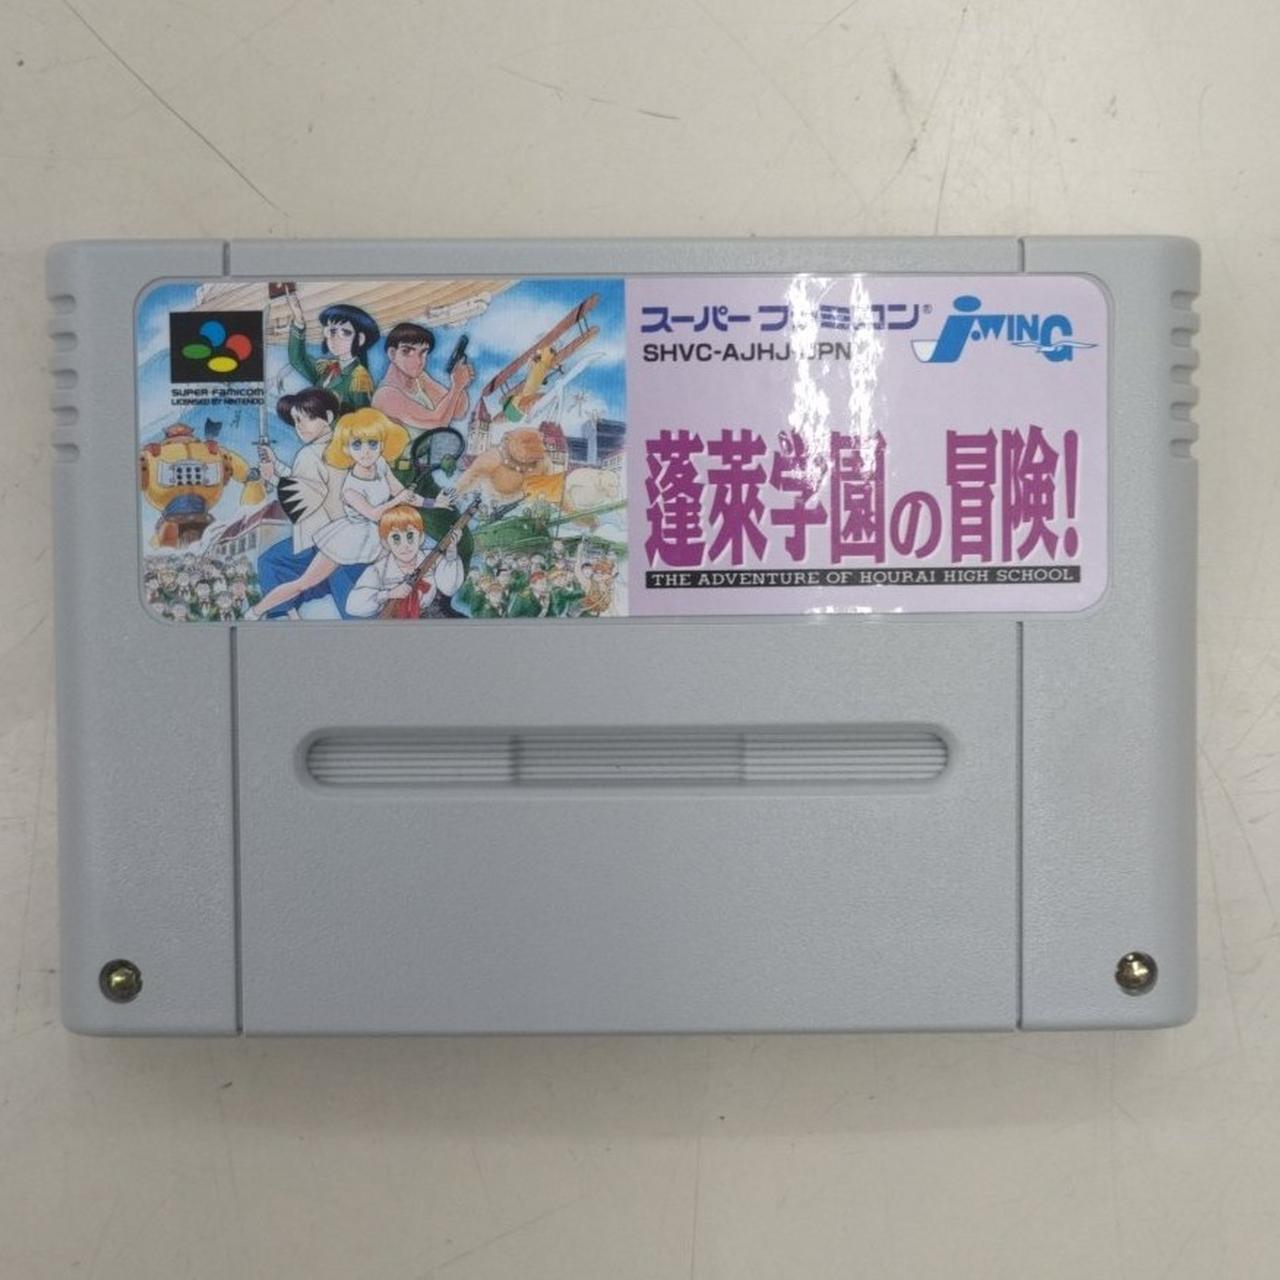 SUPER FAMICOM
LICENSED BY NINTENDO
スーパーファミコン®
SHVC-AJHJ-JPN
J-WING
蓬萊学園の冒険!
THE ADVENTURE OF HOURAI HIGH SCHOOL